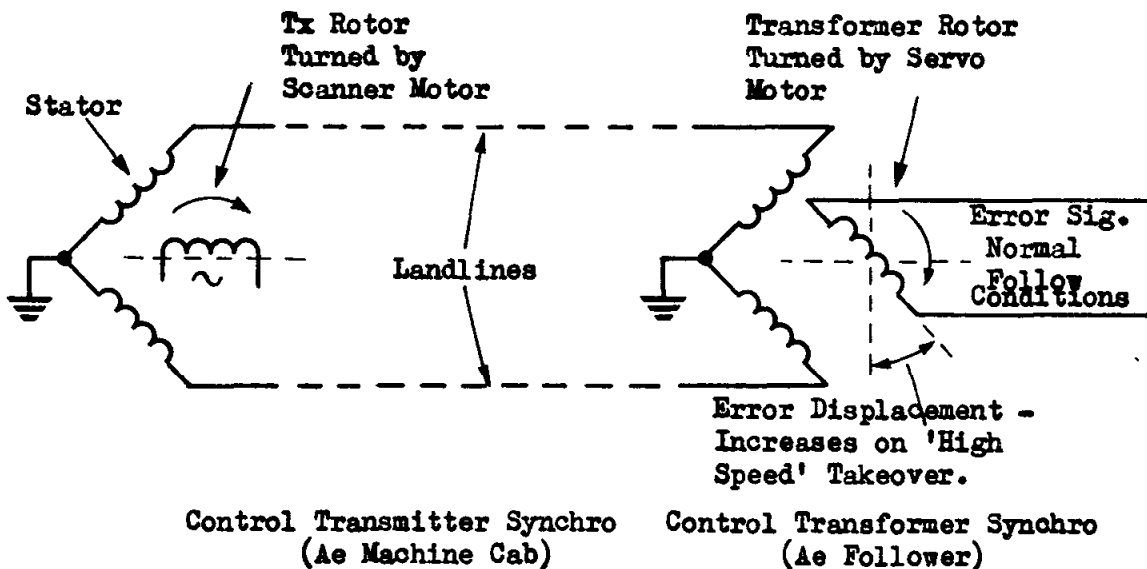 Tx Rotor
Turned by
Scanner Motor
Transformer Rotor
Turned by Servo
Motor
Stator
Landlines
Error Sig.
Normal
Follow
Conditions
Error Displacement -
Increases on 'High
Speed' Takeover.
Control Transmitter Synchro
(Ae Machine Cab)
Control Transformer Synchro
(Ae Follower)